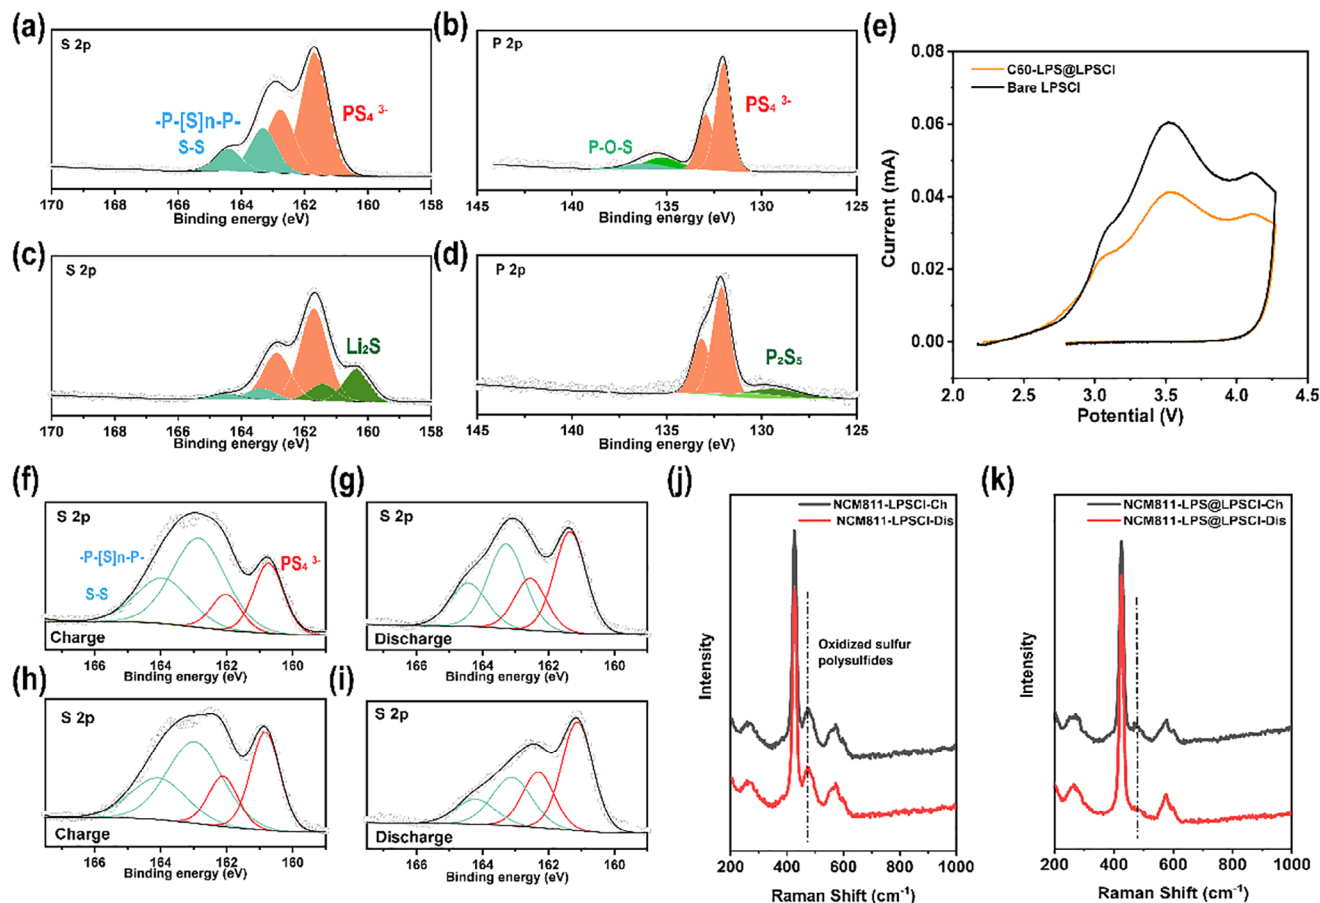 (a)
S 2p
-P-[S]n-P-
S-S
PS₄ ³⁻
170 168 166 164 162 160 158
Binding energy (eV)
(b)
P 2p
P-O-S
PS₄ ³⁻
145 140 135 130 125
Binding energy (eV)
(c)
S 2p
Li₂S
170 168 166 164 162 160 158
Binding energy (eV)
(d)
P 2p
P₂S₅
145 140 135 130 125
Binding energy (eV)
(e)
C60-LPS@LPSCl
Bare LPSCl
Current (mA)
0.08
0.06
0.04
0.02
0.00
2.0 2.5 3.0 3.5 4.0 4.5
Potential (V)
(f)
S 2p
-P-[S]n-P-
S-S
PS₄ ³⁻
Charge
166 164 162 160
Binding energy (eV)
(g)
S 2p
Discharge
166 164 162 160
Binding energy (eV)
(h)
S 2p
Charge
166 164 162 160
Binding energy (eV)
(i)
S 2p
Discharge
166 164 162 160
Binding energy (eV)
(j)
NCM811-LPSCl-Ch
NCM811-LPSCl-Dis
Oxidized sulfur
polysulfides
Intensity
200 400 600 800 1000
Raman Shift (cm⁻¹)
(k)
NCM811-LPS@LPSCl-Ch
NCM811-LPS@LPSCl-Dis
Intensity
200 400 600 800 1000
Raman Shift (cm⁻¹)